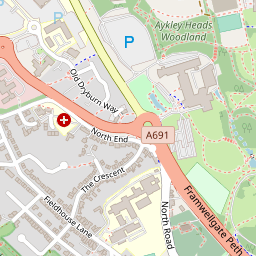 P
Aykley Heads
Woodland
P
Old Dryburn Way
North End
A691
The Crescent
Fieldhouse Lane
North Road
Framwellgate Peth